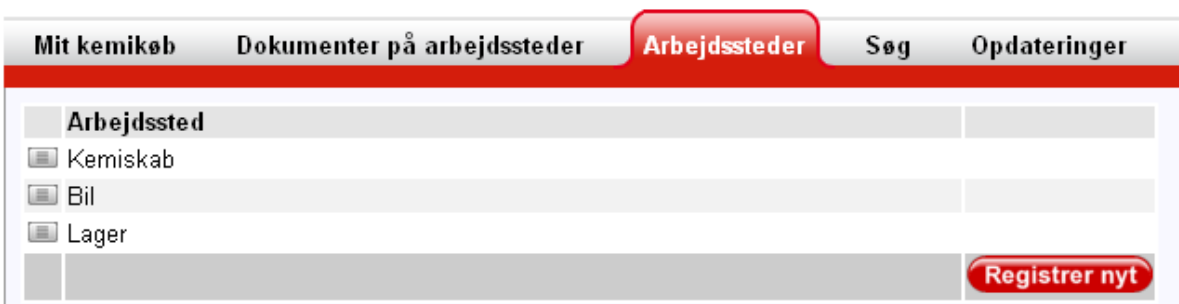 Mit kemikøb Dokumenter på arbejdssteder Arbejdssteder Søg Opdateringer
Arbejdssted
Kemiskab
Bil
Lager
Registrer nyt